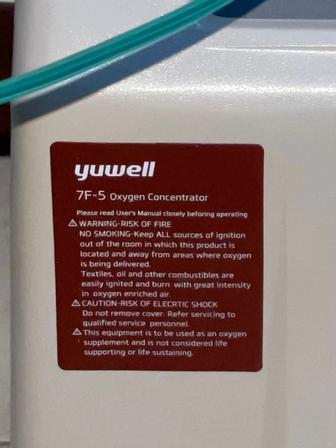 yuwell
7F-5 Oxygen Concentrator
Please read User's Manual closely beforing operating
⚠WARNING-RISK OF FIRE
NO SMOKING-Keep ALL sources of ignition
out of the room in which this product is
located and away from areas where oxygen
is being delivered.
Textiles, oil and other combustibles are
easily ignited and burn with great intensity
in oxygen enriched air.
⚠CAUTION-RISK OF ELECRTIC SHOCK
Do not remove cover. Refer servicing to
qualified service personnel.
⚠This equipment is to be used as an oxygen
supplement and is not considered life
supporting or life sustaining.